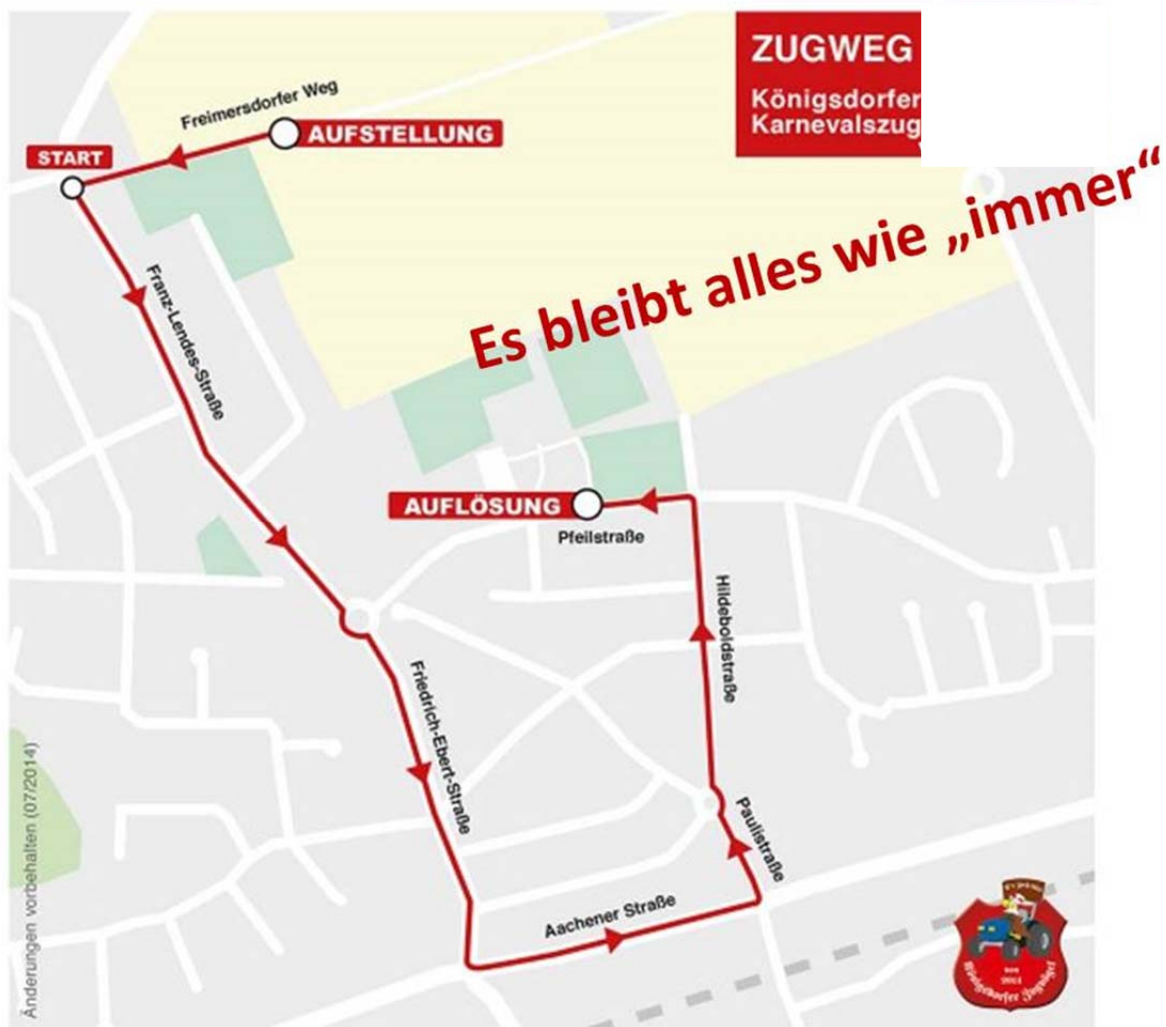 ZUGWEG
Königsdorfer
Karnevalszug
Es bleibt alles wie „immer“
Freimersdorfer Weg
AUFSTELLUNG
START
Franz-Lendes-Straße
AUFLÖSUNG
Pfeilstraße
Hildeboldstraße
Friedrich-Ebert-Straße
Paulistraße
Aachener Straße
Änderungen vorbehalten (07/2014)
Königsdorfer